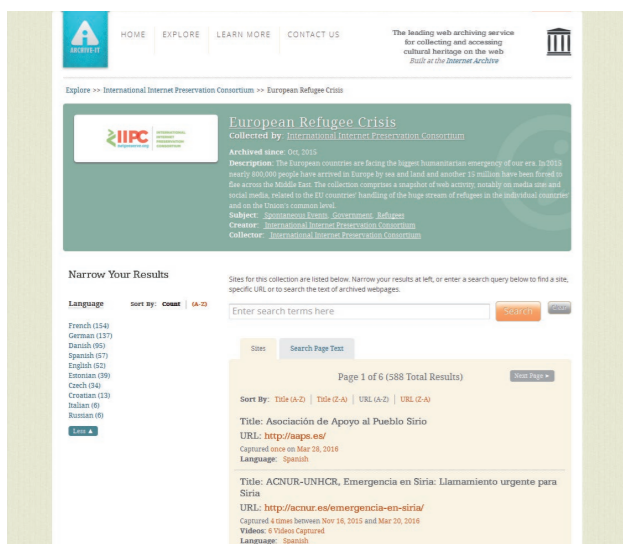 ARCHIVE-IT
HOME EXPLORE LEARN MORE CONTACT US
The leading web archiving service
for collecting and accessing
cultural heritage on the web
Built at the Internet Archive
Explore >> International Internet Preservation Consortium >> European Refugee Crisis
IIPC
INTERNATIONAL
INTERNET
PRESERVATION
CONSORTIUM
European Refugee Crisis
Collected by: International Internet Preservation Consortium
Archived since: Oct, 2015
Description: The European countries are facing the biggest humanitarian emergency of our era. In 2015
nearly 800,000 people have arrived in Europe by sea and land and another 15 million have been forced to
flee across the Middle East. The collection comprises a snapshot of web activity, notably on media sites and
social media, related to the EU countries' handling of the huge stream of refugees in the individual countries
and on the Union's common level.
Subject: Spontaneous Events, Government, Refugees
Creator: International Internet Preservation Consortium
Collector: International Internet Preservation Consortium
Narrow Your Results
Language Sort By: Count | (A-Z)
French (154)
German (137)
Danish (95)
Spanish (57)
English (52)
Estonian (39)
Czech (34)
Croatian (13)
Italian (6)
Russian (6)
Less ▲
Sites for this collection are listed below. Narrow your results at left, or enter a search query below to find a site,
specific URL or to search the text of archived webpages.
Enter search terms here Search
Sites Search Page Text
Page 1 of 6 (588 Total Results) Next Page ►
Sort By: Title (A-Z) | Title (Z-A) | URL (A-Z) | URL (Z-A)
Title: Asociación de Apoyo al Pueblo Sirio
URL: http://aaps.es/
Captured once on Mar 28, 2016
Language: Spanish
Title: ACNUR-UNHCR, Emergencia en Siria: Llamamiento urgente para
Siria
URL: http://acnur.es/emergencia-en-siria/
Captured 4 times between Nov 16, 2015 and Mar 20, 2016
Videos: 6 Videos Captured
Language: Spanish